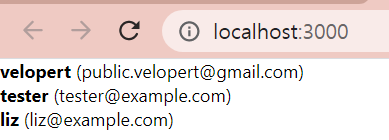 localhost:3000
velopert (public.velopert@gmail.com)
tester (tester@example.com)
liz (liz@example.com)